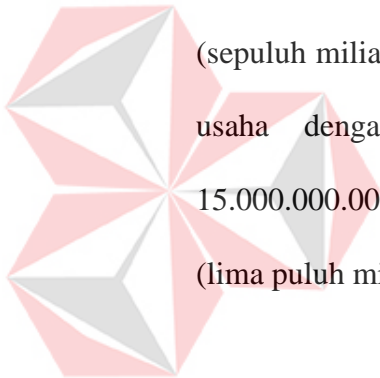 (sepuluh milia
usaha denga
15.000.000.00
(lima puluh mi